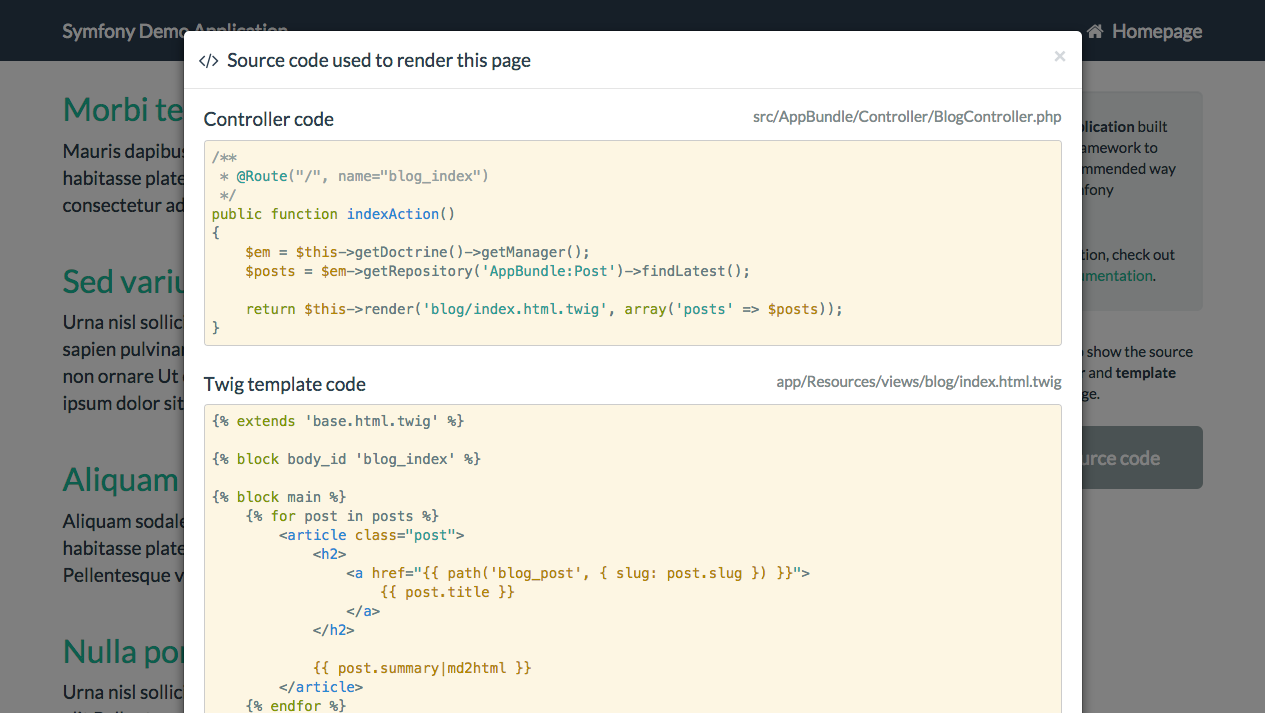 Symfony Demo Application
Homepage
</> Source code used to render this page
×
Controller code
src/AppBundle/Controller/BlogController.php
/**
 * @Route("/", name="blog_index")
 */
public function indexAction()
{
    $em = $this->getDoctrine()->getManager();
    $posts = $em->getRepository('AppBundle:Post')->findLatest();
    return $this->render('blog/index.html.twig', array('posts' => $posts));
}
Twig template code
app/Resources/views/blog/index.html.twig
{% extends 'base.html.twig' %}
{% block body_id 'blog_index' %}
{% block main %}
    {% for post in posts %}
        <article class="post">
            <h2>
                <a href="{{ path('blog_post', { slug: post.slug }) }}">
                    {{ post.title }}
                </a>
            </h2>
            {{ post.summary|md2html }}
        </article>
    {% endfor %}
Morbi te
Mauris dapibus
habitasse plate
consectetur ad
Sed variu
Urna nisl sollic
sapien pulvinar
non ornare Ut
ipsum dolor sit
Aliquam
Aliquam sodale
habitasse plate
Pellentesque v
Nulla por
Urna nisl sollic
plication built
amework to
mmended way
fony
tion, check out
mentation.
show the source
r and template
ge.
urce code